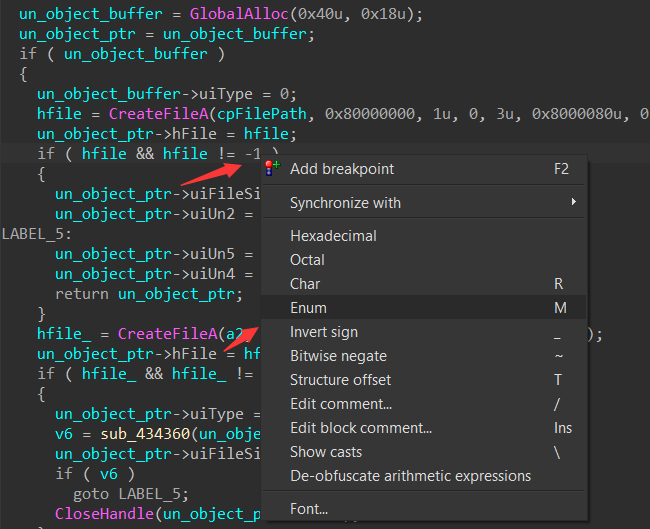 un_object_buffer = GlobalAlloc(0x40u, 0x18u);
un_object_ptr = un_object_buffer;
if ( un_object_buffer )
{
un_object_buffer->uiType = 0;
hfile = CreateFileA(cpFilePath, 0x80000000, 1u, 0, 3u, 0x8000080u, 0
un_object_ptr->hFile = hfile;
if ( hfile && hfile != -1 )
{
un_object_ptr->uiFileSi
un_object_ptr->uiUn2 =
LABEL_5:
un_object_ptr->uiUn5 =
un_object_ptr->uiUn4 =
return un_object_ptr;
}
hfile_ = CreateFileA(a2
);
un_object_ptr->hFile = hf
if ( hfile_ && hfile_ !=
{
un_object_ptr->uiType =
v6 = sub_434360(un_obje
un_object_ptr->uiFileSi
if ( v6 )
goto LABEL_5;
CloseHandle(un_object_p
Add breakpoint F2
Synchronize with
Hexadecimal
Octal
Char R
Enum M
Invert sign _
Bitwise negate ~
Structure offset T
Edit comment... /
Edit block comment... Ins
Show casts \
De-obfuscate arithmetic expressions
Font...